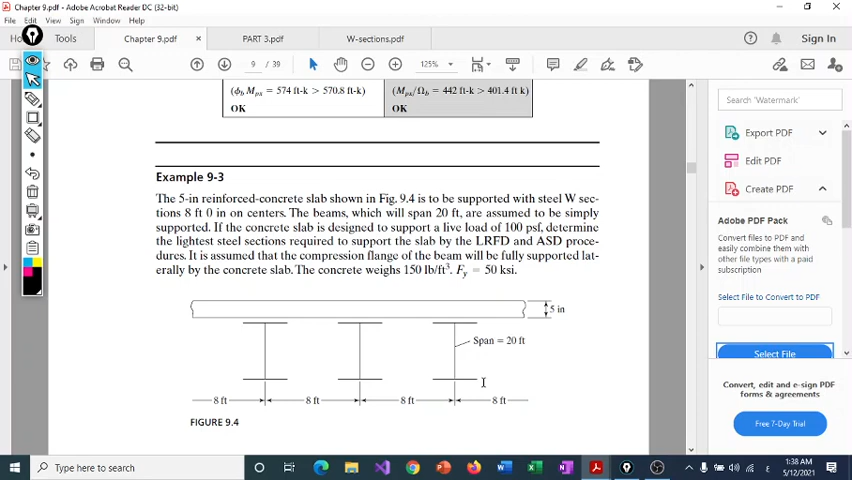 Chapter 9.pdf - Adobe Acrobat Reader DC (32-bit)
File Edit View Sign Window Help
Ho Tools Chapter 9.pdf × PART 3.pdf W-sections.pdf Sign In
9 / 39 125%
(ϕb Mpx = 574 ft-k > 570.8 ft-k) (Mpx/Ωb = 442 ft-k > 401.4 ft k)
OK OK
Example 9-3
The 5-in reinforced-concrete slab shown in Fig. 9.4 is to be supported with steel W sec-
tions 8 ft 0 in on centers. The beams, which will span 20 ft, are assumed to be simply
supported. If the concrete slab is designed to support a live load of 100 psf, determine
the lightest steel sections required to support the slab by the LRFD and ASD proce-
dures. It is assumed that the compression flange of the beam will be fully supported lat-
erally by the concrete slab. The concrete weighs 150 lb/ft³. Fy = 50 ksi.
5 in
Span = 20 ft
8 ft 8 ft 8 ft 8 ft
FIGURE 9.4
Search 'Watermark'
Export PDF
Edit PDF
Create PDF
Adobe PDF Pack
Convert files to PDF and
easily combine them with
other file types with a paid
subscription
Select File to Convert to PDF
Select File
Convert, edit and e-sign PDF
forms & agreements
Free 7-Day Trial
Type here to search
1:38 AM
5/12/2021